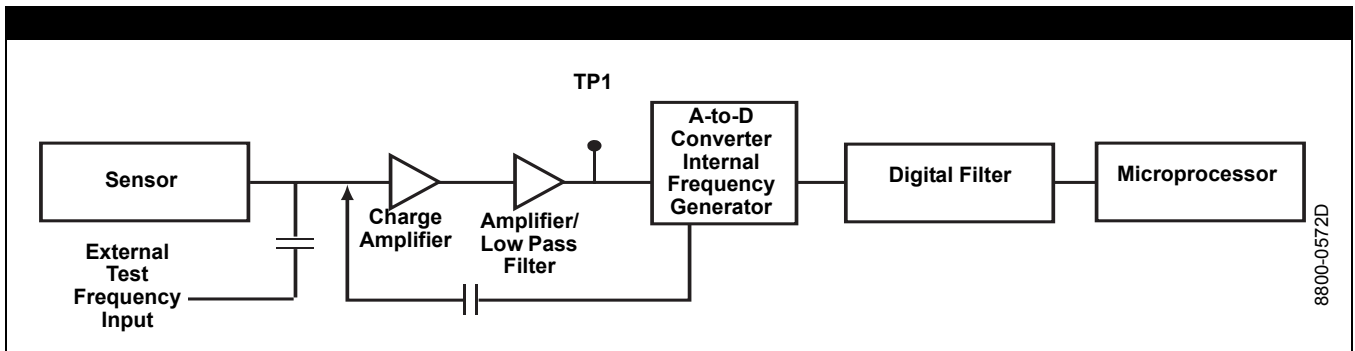 TP1
Sensor
External
Test
Frequency
Input
Charge
Amplifier
Amplifier/
Low Pass
Filter
A-to-D
Converter
Internal
Frequency
Generator
Digital Filter
Microprocessor
8800-0572D